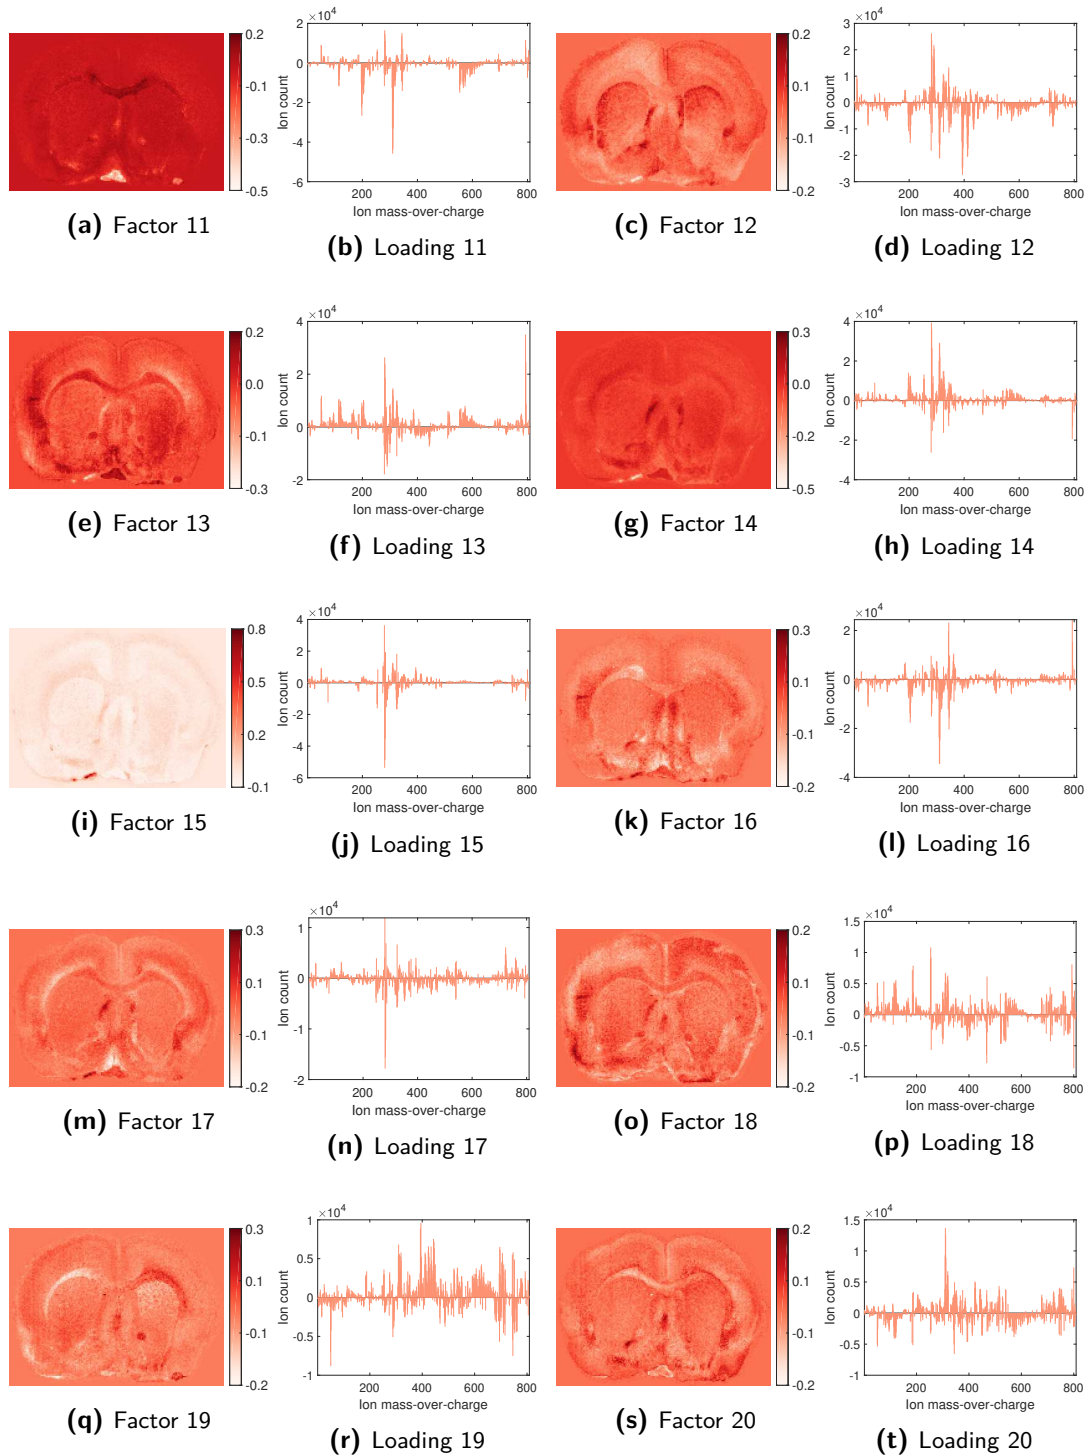 ×10⁴
0.2
-0.1
-0.3
-0.5
Ion count
2
0
-2
-4
-6
200 400 600 800
Ion mass-over-charge
(a) Factor 11
(b) Loading 11
0.2
0.1
-0.1
-0.2
×10⁴
Ion count
3
2
1
0
-1
-2
-3
200 400 600 800
Ion mass-over-charge
(c) Factor 12
(d) Loading 12
0.2
0.0
-0.1
-0.3
×10⁴
Ion count
4
2
0
-2
200 400 600 800
Ion mass-over-charge
(e) Factor 13
(f) Loading 13
0.3
0.0
-0.2
-0.5
×10⁴
Ion count
4
2
0
-2
-4
200 400 600 800
Ion mass-over-charge
(g) Factor 14
(h) Loading 14
0.8
0.5
0.2
-0.1
×10⁴
Ion count
4
2
0
-2
-4
-6
200 400 600 800
Ion mass-over-charge
(i) Factor 15
(j) Loading 15
0.3
0.1
-0.0
-0.2
×10⁴
Ion count
2
0
-2
-4
200 400 600 800
Ion mass-over-charge
(k) Factor 16
(l) Loading 16
0.3
0.1
-0.1
-0.2
×10⁴
Ion count
1
0
-1
-2
200 400 600 800
Ion mass-over-charge
(m) Factor 17
(n) Loading 17
0.2
0.1
-0.1
-0.2
×10⁴
Ion count
1.5
1
0.5
0
-0.5
-1
200 400 600 800
Ion mass-over-charge
(o) Factor 18
(p) Loading 18
0.3
0.1
-0.1
-0.2
×10⁴
Ion count
1
0.5
0
-0.5
-1
200 400 600 800
Ion mass-over-charge
(q) Factor 19
(r) Loading 19
0.2
0.1
-0.1
-0.2
×10⁴
Ion count
1.5
1
0.5
0
-0.5
-1
200 400 600 800
Ion mass-over-charge
(s) Factor 20
(t) Loading 20